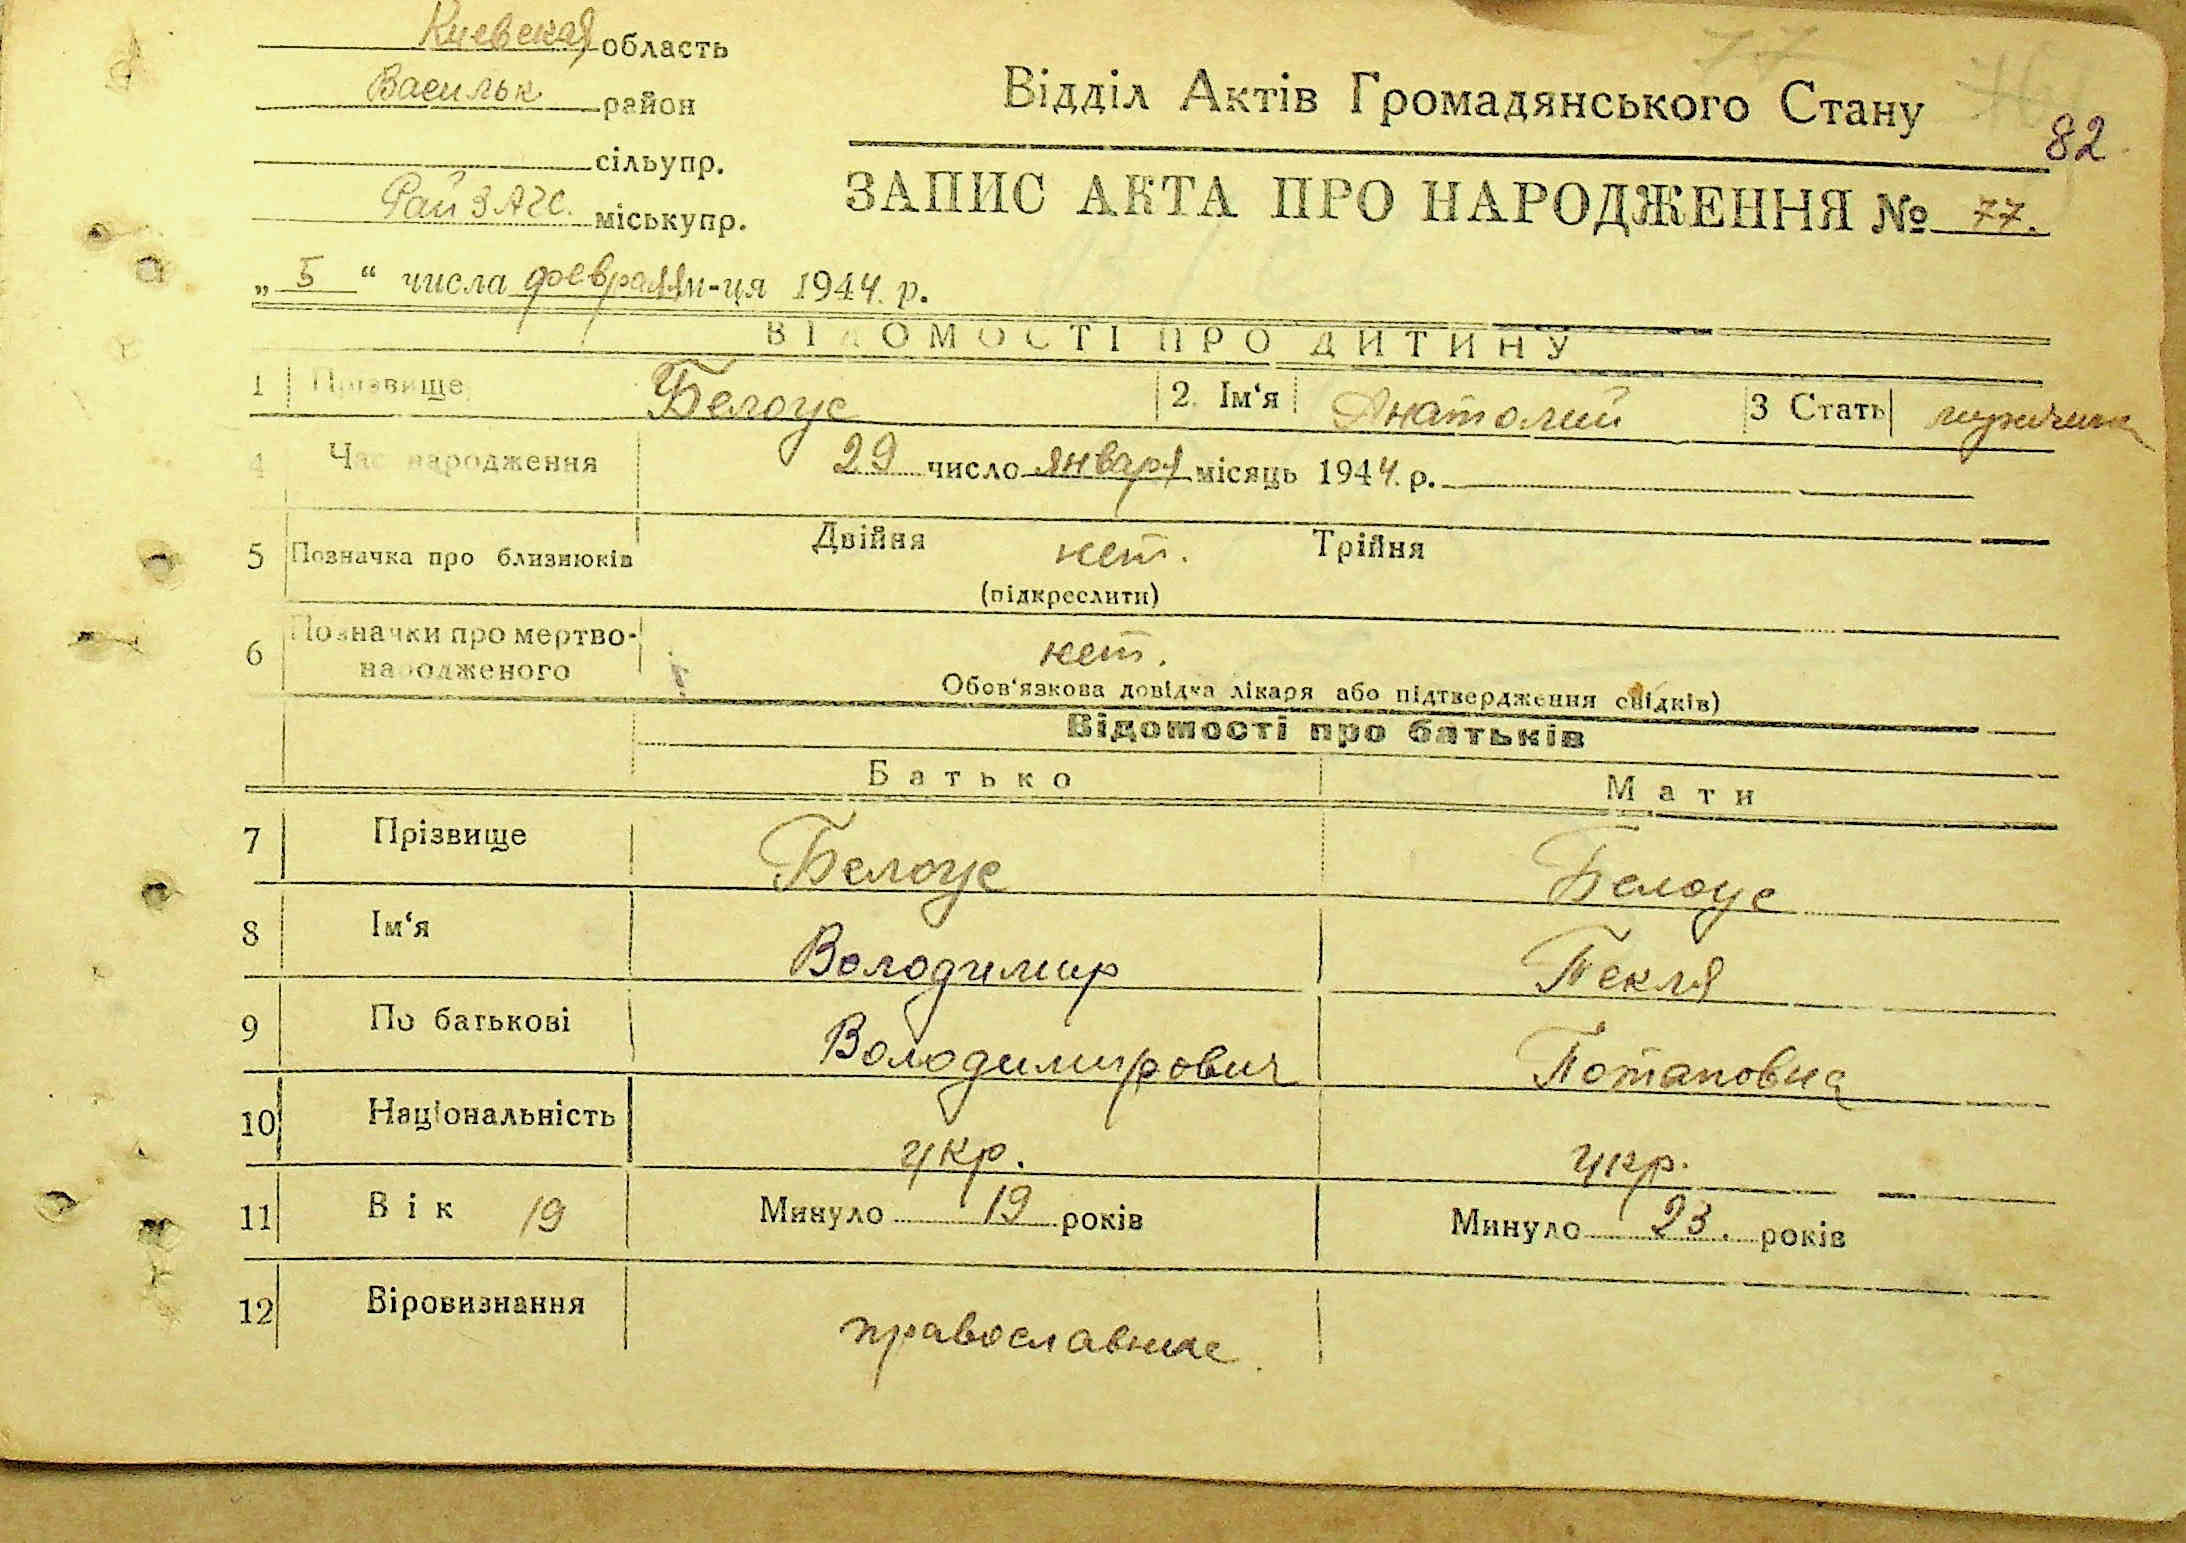 Киевская область
Васильк район
сільупр.
РайЗАГС. міськупр.
Відділ Актів Громадянського Стану
82
ЗАПИС АКТА ПРО НАРОДЖЕННЯ № 77.
„ 5 “ числа февраля м-ця 1944. р.
ВІДОМОСТІ ПРО ДИТИНУ
1 Прізвище Белоус 2. Ім‘я Анатолий 3 Стать мужчина
4 Час народження 29 число января місяць 1944. р.
5 Позначка про близнюків Двійня нет. Трійня
(підкреслити)
6 Позначки про мертво-
народженого нет.
Обов‘язкова довідка лікаря або підтвердження свідків)
Відомості про батьків
Батько Мати
7 Прізвище Белоус Белоус
8 Ім‘я Володимир Текля
9 По батькові Володимирович Потаповна
10 Національність укр. укр.
11 Вік 19 Минуло 19 років Минуло 23. років
12 Віровизнання православные